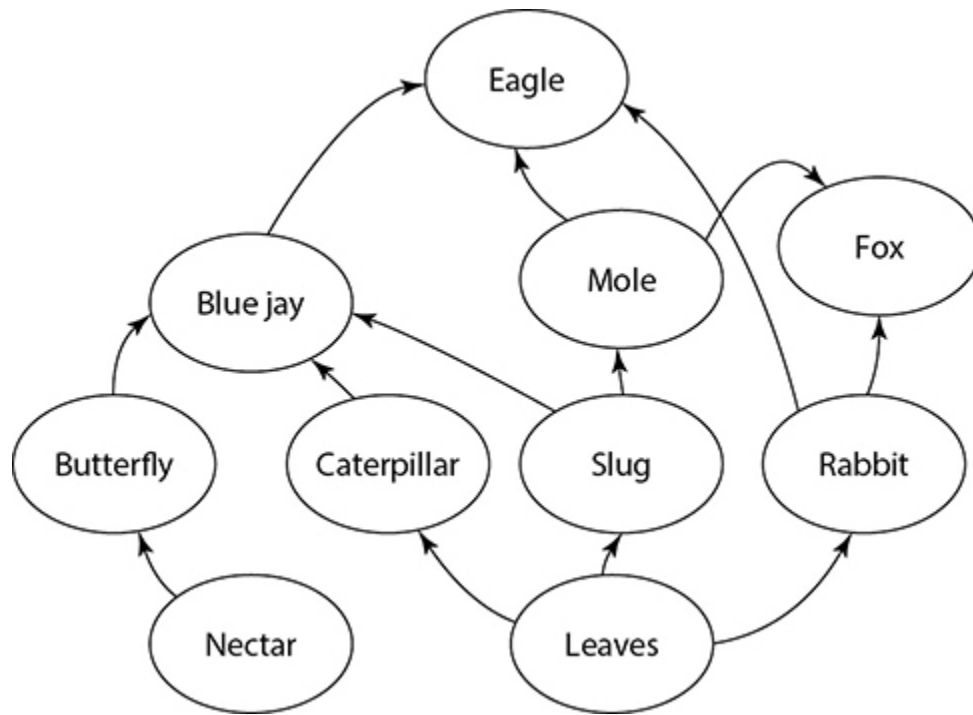 Eagle
Fox
Mole
Blue jay
Butterfly
Caterpillar
Slug
Rabbit
Nectar
Leaves